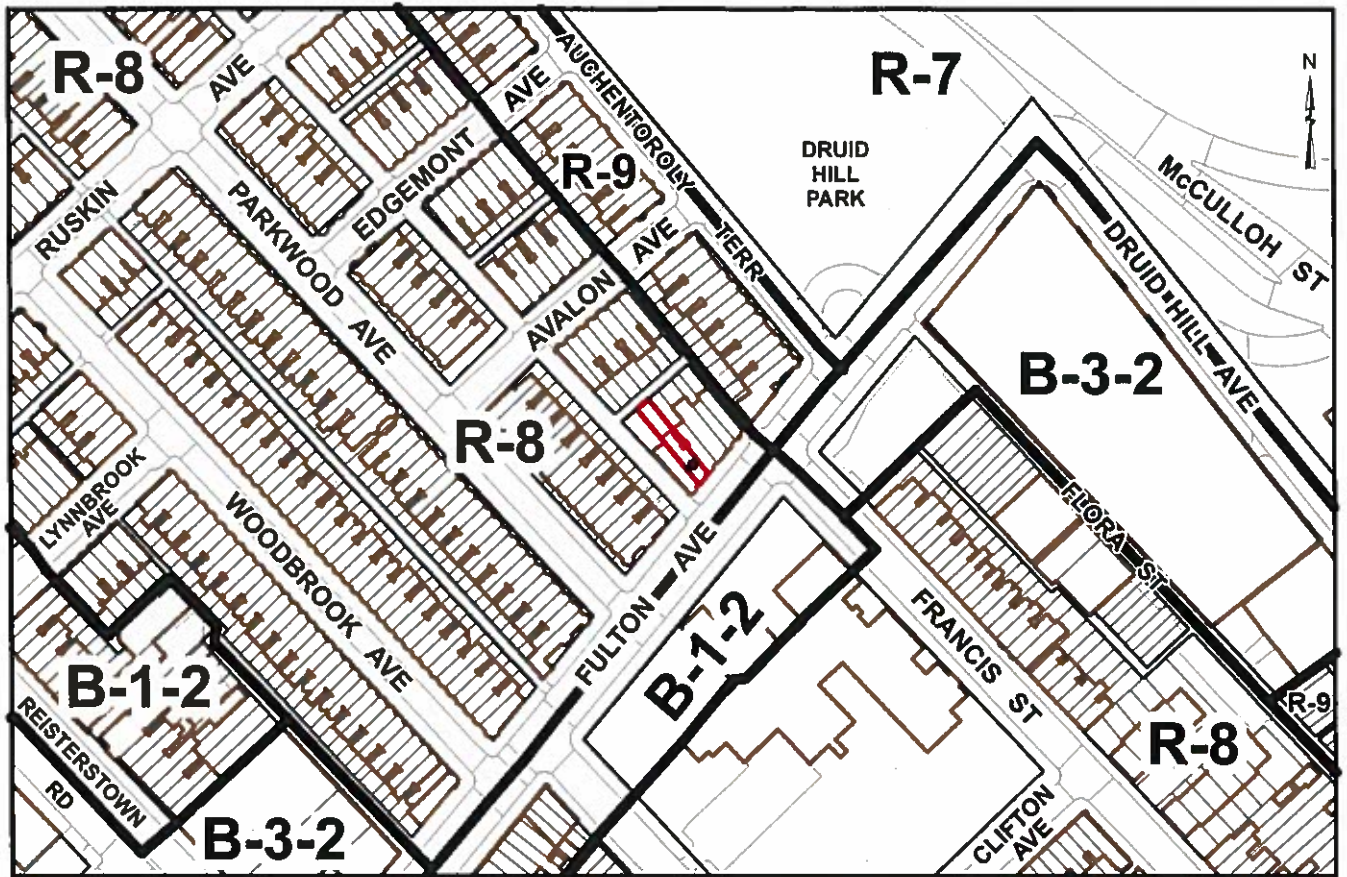 R-8
AVE
AVE
AUCHENTOROLY
TERR
R-7
N
DRUID
HILL
PARK
McCULLOH ST
R-9
EDGEMONT
RUSKIN
PARKWOOD AVE
AVE
AVALON
DRUID HILL AVE
B-3-2
R-8
LYNNBROOK
AVE
WOODBROOK AVE
FULTON AVE
FLORA ST
FRANCIS ST
B-1-2
B-1-2
REISTERSTOWN
RD
B-3-2
R-9
R-8
CLIFTON
AVE